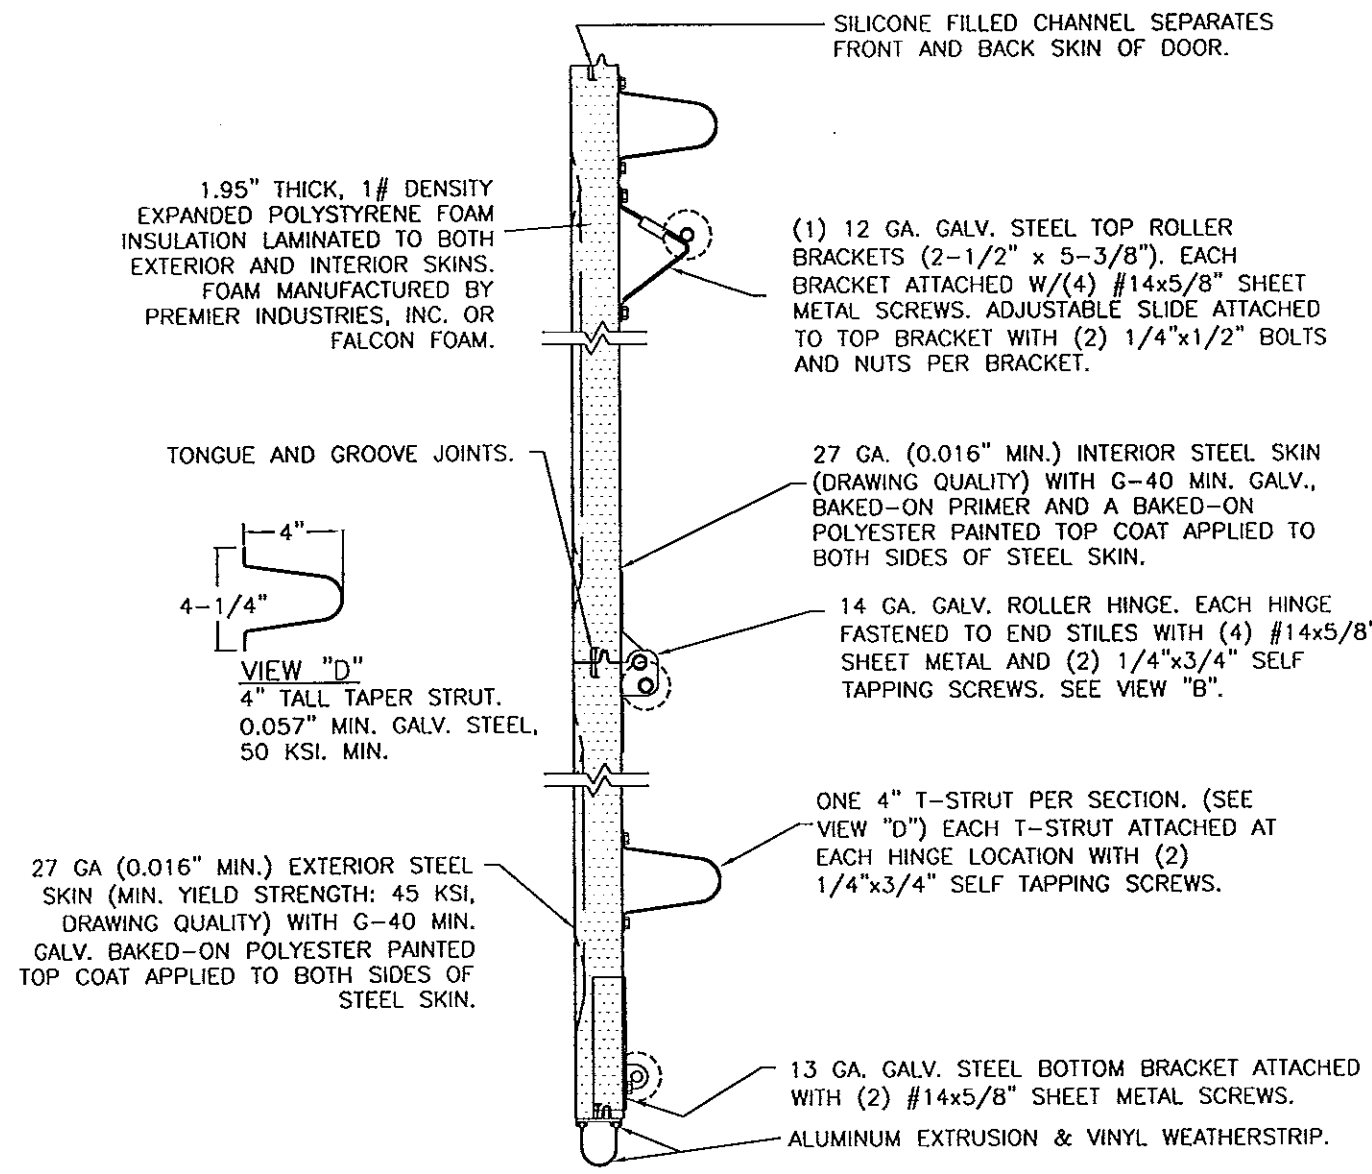 SILICONE FILLED CHANNEL SEPARATES
FRONT AND BACK SKIN OF DOOR.
1.95" THICK, 1# DENSITY
EXPANDED POLYSTYRENE FOAM
INSULATION LAMINATED TO BOTH
EXTERIOR AND INTERIOR SKINS.
FOAM MANUFACTURED BY
PREMIER INDUSTRIES, INC. OR
FALCON FOAM.
(1) 12 GA. GALV. STEEL TOP ROLLER
BRACKETS (2-1/2" x 5-3/8"). EACH
BRACKET ATTACHED W/(4) #14x5/8" SHEET
METAL SCREWS. ADJUSTABLE SLIDE ATTACHED
TO TOP BRACKET WITH (2) 1/4"x1/2" BOLTS
AND NUTS PER BRACKET.
TONGUE AND GROOVE JOINTS.
27 GA. (0.016" MIN.) INTERIOR STEEL SKIN
(DRAWING QUALITY) WITH G-40 MIN. GALV.,
BAKED-ON PRIMER AND A BAKED-ON
POLYESTER PAINTED TOP COAT APPLIED TO
BOTH SIDES OF STEEL SKIN.
4"
4-1/4"
VIEW "D"
4" TALL TAPER STRUT.
0.057" MIN. GALV. STEEL,
50 KSI. MIN.
14 GA. GALV. ROLLER HINGE. EACH HINGE
FASTENED TO END STILES WITH (4) #14x5/8"
SHEET METAL AND (2) 1/4"x3/4" SELF
TAPPING SCREWS. SEE VIEW "B".
ONE 4" T-STRUT PER SECTION. (SEE
VIEW "D") EACH T-STRUT ATTACHED AT
EACH HINGE LOCATION WITH (2)
1/4"x3/4" SELF TAPPING SCREWS.
27 GA (0.016" MIN.) EXTERIOR STEEL
SKIN (MIN. YIELD STRENGTH: 45 KSI,
DRAWING QUALITY) WITH G-40 MIN.
GALV. BAKED-ON POLYESTER PAINTED
TOP COAT APPLIED TO BOTH SIDES OF
STEEL SKIN.
13 GA. GALV. STEEL BOTTOM BRACKET ATTACHED
WITH (2) #14x5/8" SHEET METAL SCREWS.
ALUMINUM EXTRUSION & VINYL WEATHERSTRIP.